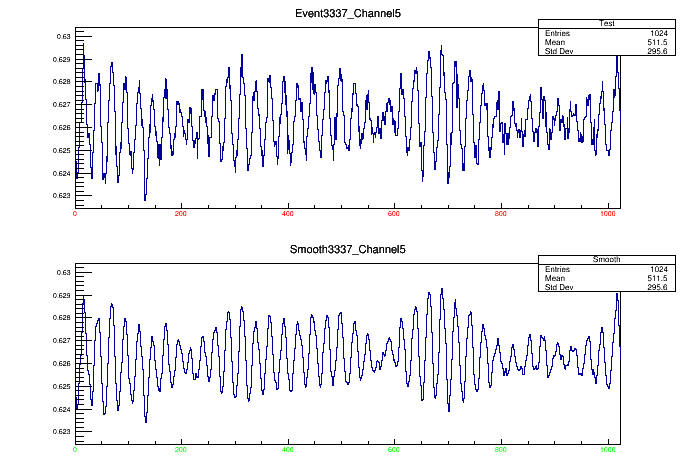 Event3337_Channel5
Test
Entries 1024
Mean 511.5
Std Dev 295.6
0.63
0.629
0.628
0.627
0.626
0.625
0.624
0.623
0 200 400 600 800 1000
Smooth3337_Channel5
Smooth
Entries 1024
Mean 511.5
Std Dev 295.6
0.63
0.629
0.628
0.627
0.626
0.625
0.624
0.623
0 200 400 600 800 1000